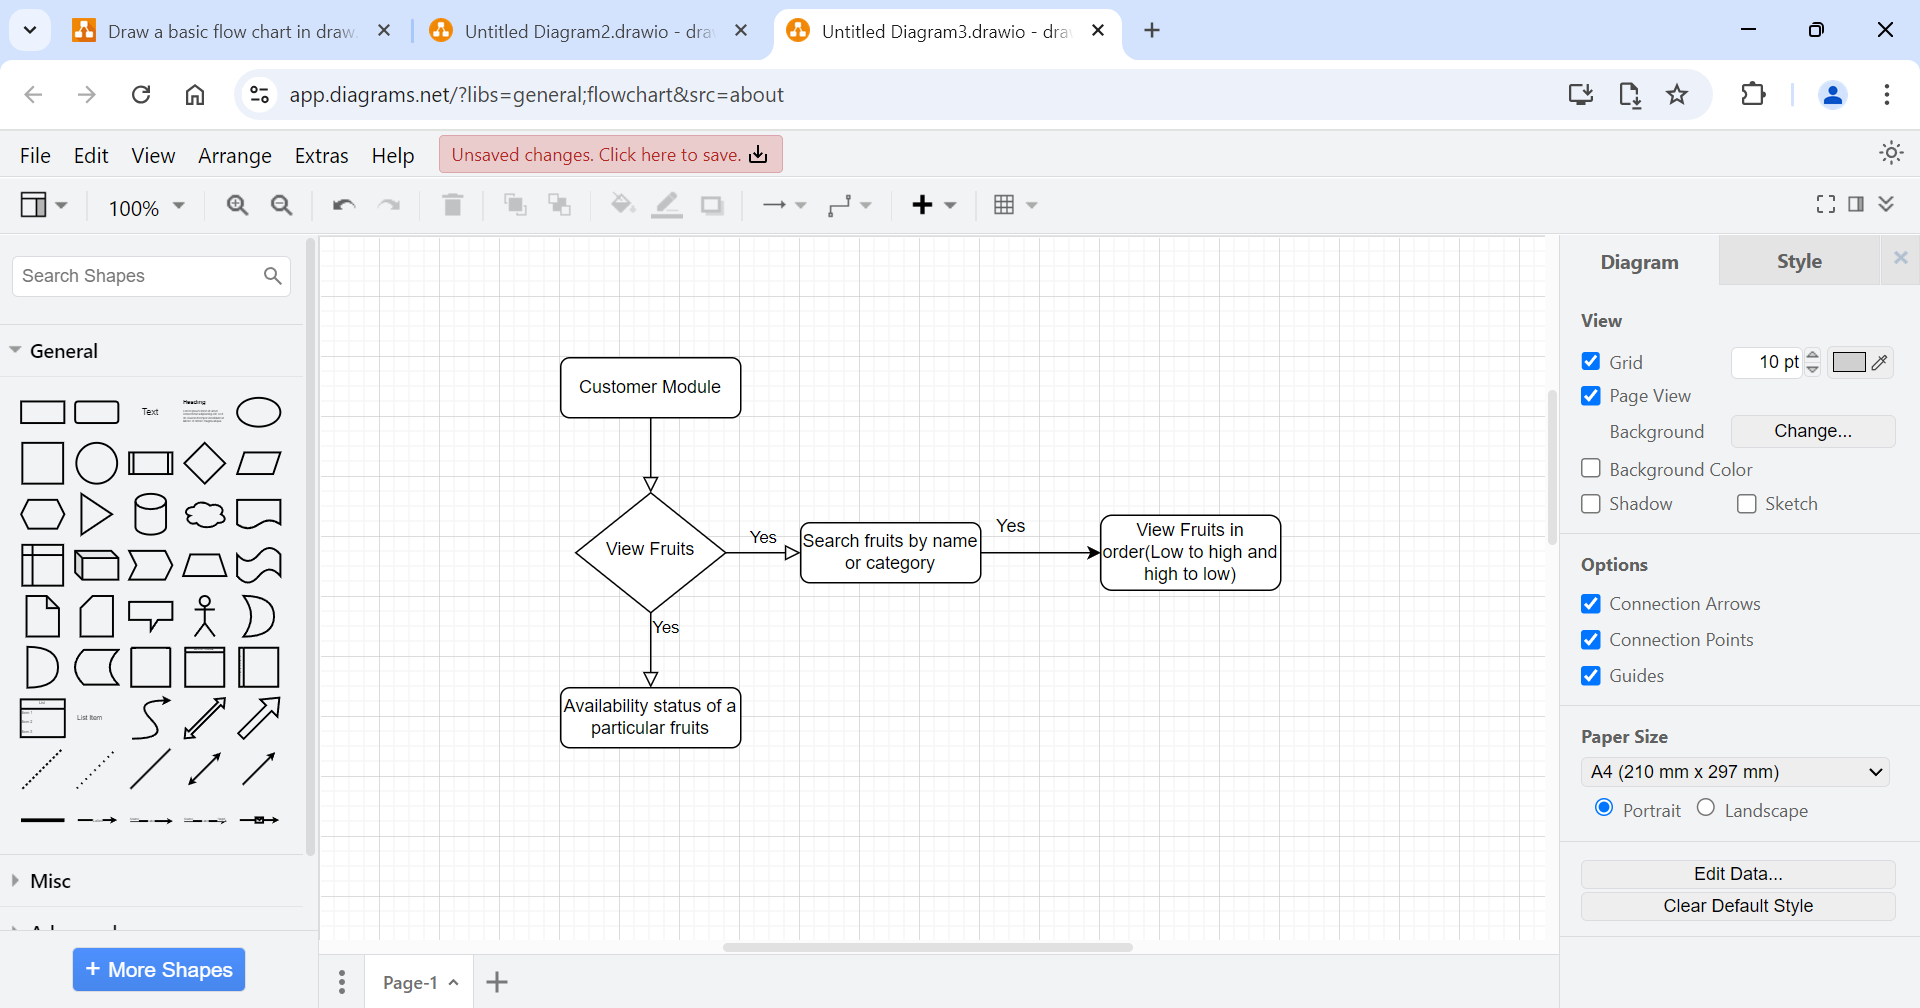 Draw a basic flow chart in draw.
Untitled Diagram2.drawio - dra
Untitled Diagram3.drawio - dra
app.diagrams.net/?libs=general;flowchart&src=about
File Edit View Arrange Extras Help
Unsaved changes. Click here to save.
100%
Search Shapes
General
Text
Heading
List
List Item
Misc
+ More Shapes
Customer Module
View Fruits
Yes
Search fruits by name
or category
Yes
View Fruits in
order(Low to high and
high to low)
Yes
Availability status of a
particular fruits
Page-1
Diagram
Style
View
Grid
10 pt
Page View
Background
Change...
Background Color
Shadow
Sketch
Options
Connection Arrows
Connection Points
Guides
Paper Size
A4 (210 mm x 297 mm)
Portrait
Landscape
Edit Data...
Clear Default Style